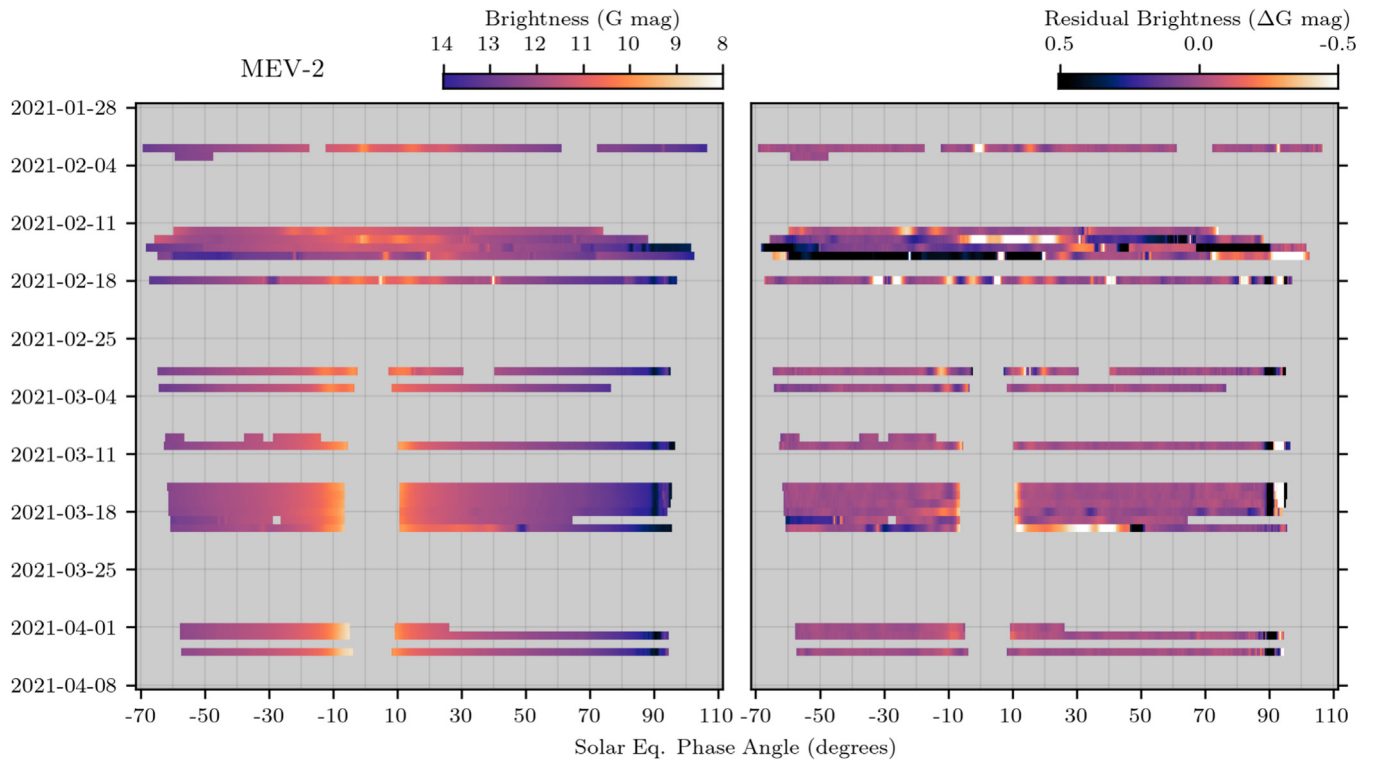 Brightness (G mag)
14 13 12 11 10 9 8
Residual Brightness (ΔG mag)
0.5 0.0 -0.5
MEV-2
2021-01-28
2021-02-04
2021-02-11
2021-02-18
2021-02-25
2021-03-04
2021-03-11
2021-03-18
2021-03-25
2021-04-01
2021-04-08
-70 -50 -30 -10 10 30 50 70 90 110
-70 -50 -30 -10 10 30 50 70 90 110
Solar Eq. Phase Angle (degrees)